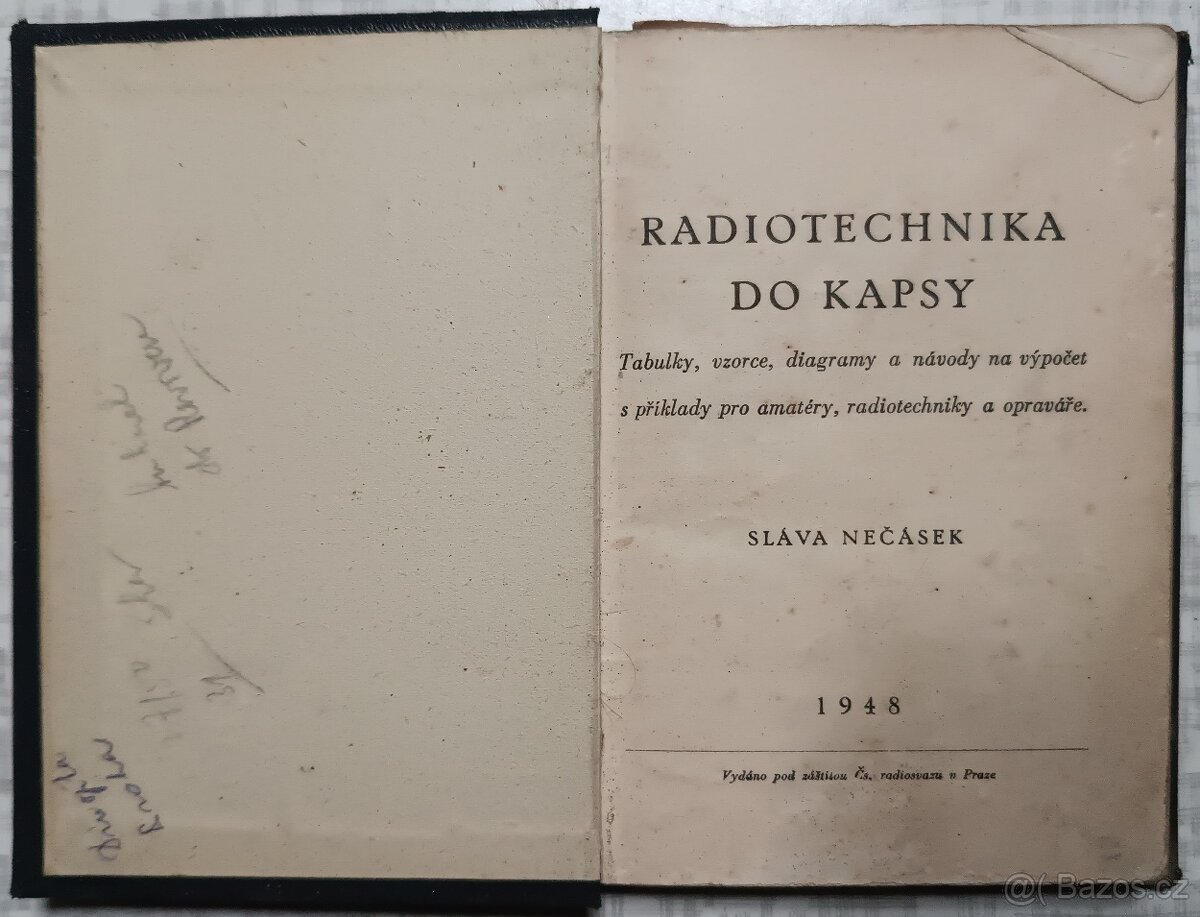 RADIOTECHNIKA
DO KAPSY
Tabulky, vzorce, diagramy a návody na výpočet
s příklady pro amatéry, radiotechniky a opraváře.
SLÁVA NEČÁSEK
1948
Vydáno pod záštitou Čs. radiosvazu v Praze
@( Bazos.cz